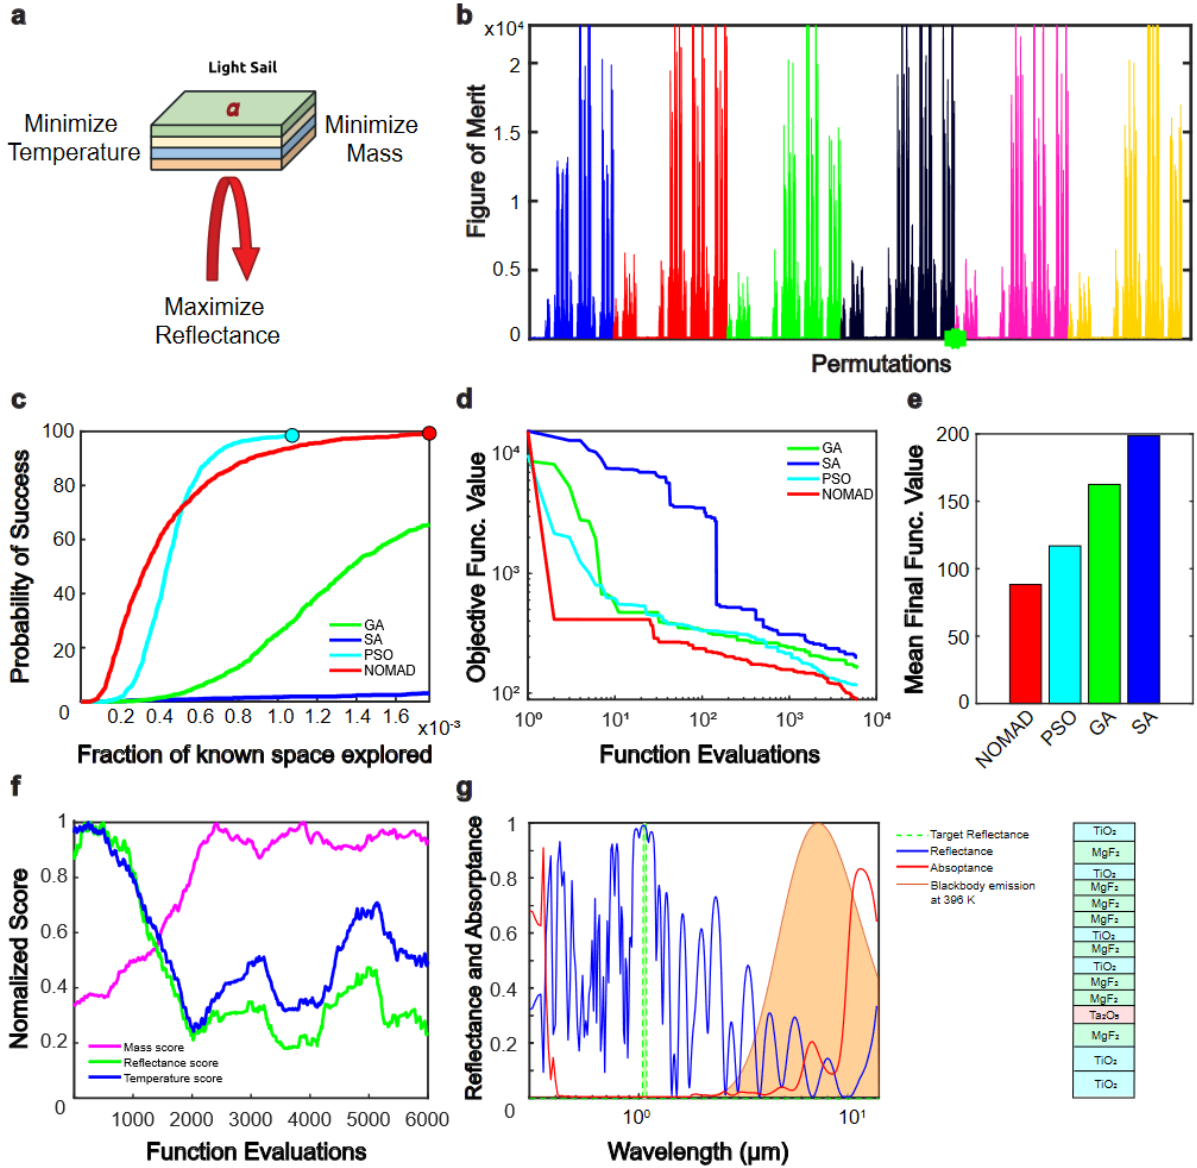 a
Light Sail
a
Minimize
Temperature
Minimize
Mass
Maximize
Reflectance
b
x10⁴
2
1.5
1
0.5
0
Figure of Merit
Permutations
c
100
80
60
40
20
0
0.2 0.4 0.6 0.8 1.0 1.2 1.4 1.6
x10⁻³
Probability of Success
Fraction of known space explored
GA
SA
PSO
NOMAD
d
10⁴
10³
10²
10⁰ 10¹ 10² 10³ 10⁴
Objective Func. Value
Function Evaluations
GA
SA
PSO
NOMAD
e
200
150
100
50
0
Mean Final Func. Value
NOMAD
PSO
GA
SA
f
1
0.8
0.6
0.4
0.2
0
1000 2000 3000 4000 5000 6000
Nomalized Score
Function Evaluations
Mass score
Reflectance score
Temperature score
g
1
0.8
0.6
0.4
0.2
0
10⁰ 10¹
Reflectance and Absorptance
Wavelength (µm)
Target Reflectance
Reflectance
Absoptance
Blackbody emission
at 396 K
TiO₂
MgF₂
TiO₂
MgF₂
MgF₂
MgF₂
TiO₂
MgF₂
TiO₂
MgF₂
MgF₂
Ta₂O₅
MgF₂
TiO₂
TiO₂